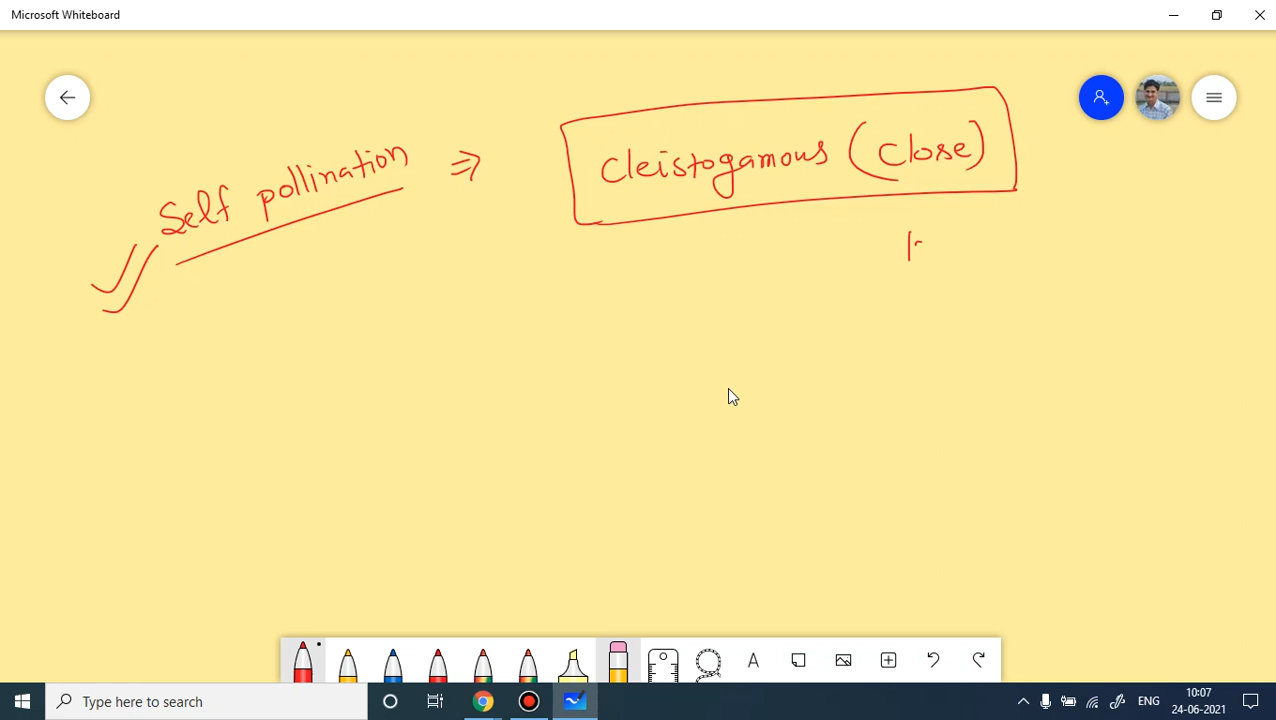 Microsoft Whiteboard
Self pollination ⇒ Cleistogamous (Close)
Type here to search
ENG
10:07
24-06-2021